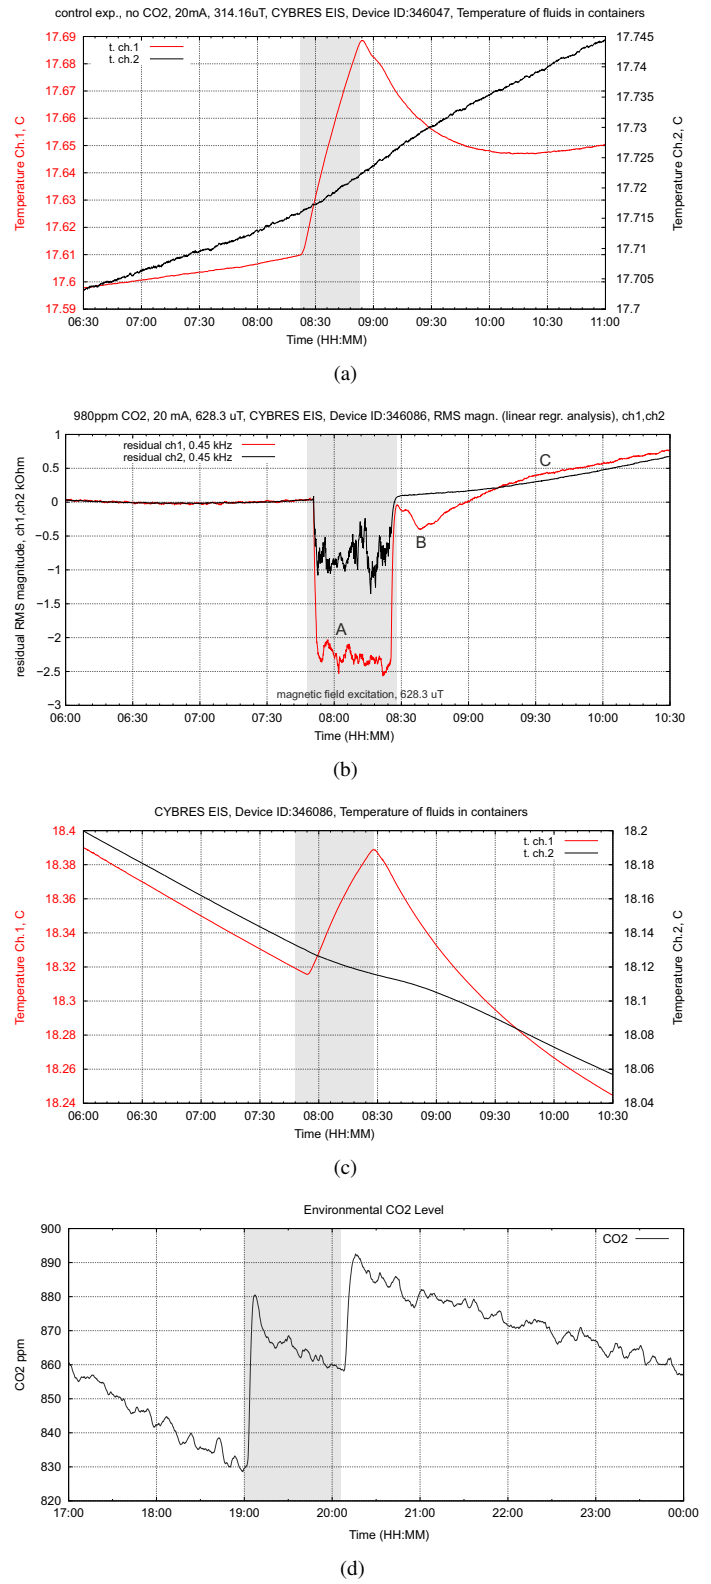 control exp., no CO2, 20mA, 314.16uT, CYBRES EIS, Device ID:346047, Temperature of fluids in containers
t. ch.1
t. ch.2
Temperature Ch.1, C
17.69
17.68
17.67
17.66
17.65
17.64
17.63
17.62
17.61
17.6
17.59
Temperature Ch.2, C
17.745
17.74
17.735
17.73
17.725
17.72
17.715
17.71
17.705
17.7
06:30 07:00 07:30 08:00 08:30 09:00 09:30 10:00 10:30 11:00
Time (HH:MM)
(a)
980ppm CO2, 20 mA, 628.3 uT, CYBRES EIS, Device ID:346086, RMS magn. (linear regr. analysis), ch1,ch2
residual ch1, 0.45 kHz
residual ch2, 0.45 kHz
residual RMS magnitude, ch1,ch2 kOhm
1
0.5
0
−0.5
−1
−1.5
−2
−2.5
−3
A
B
C
magnetic field excitation, 628.3 uT
06:00 06:30 07:00 07:30 08:00 08:30 09:00 09:30 10:00 10:30
Time (HH:MM)
(b)
CYBRES EIS, Device ID:346086, Temperature of fluids in containers
t. ch.1
t. ch.2
Temperature Ch.1, C
18.4
18.38
18.36
18.34
18.32
18.3
18.28
18.26
18.24
Temperature Ch.2, C
18.2
18.18
18.16
18.14
18.12
18.1
18.08
18.06
18.04
06:00 06:30 07:00 07:30 08:00 08:30 09:00 09:30 10:00 10:30
Time (HH:MM)
(c)
Environmental CO2 Level
CO2
CO2 ppm
900
890
880
870
860
850
840
830
820
17:00 18:00 19:00 20:00 21:00 22:00 23:00 00:00
Time (HH:MM)
(d)